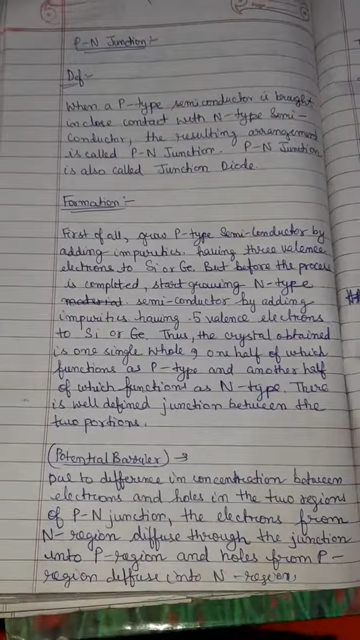 P-N Junction:-
Def:-
When a P-type semiconductor is brought
in close contact with N-type Semi-
Conductor, the resulting arrangement
is called P-N Junction. P-N Junction
is also called Junction Diode.
Formation:-
First of all, grow P-type Semi-Conductor by
adding impurities having three valence
electrons to Si or Ge. But before the process
is completed, start growing N-type
material semi-conductor by adding
impurities having 5 valence electrons
to Si or Ge. Thus, the crystal obtained
is one single whole, one half of which
functions as P-type and another half
of which functions as N-type. There
is well defined junction between the
two portions.
(Potential Barrier) →
Due to difference in concentration between
electrons and holes in the two regions
of P-N junction, the electrons from
N-region diffuse through the junction
into P-region and holes from P-
region diffuse into N-region,